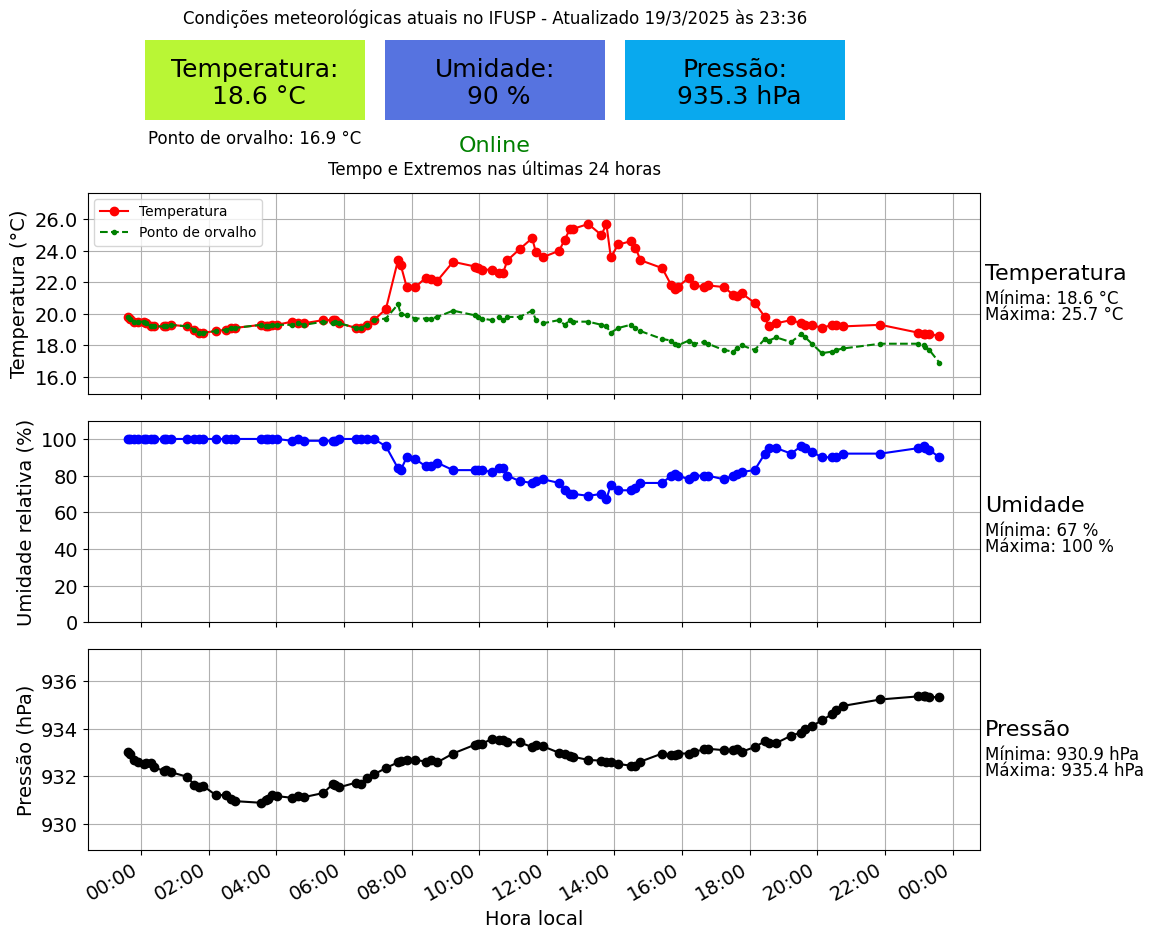 Condições meteorológicas atuais no IFUSP - Atualizado 19/3/2025 às 23:36
Temperatura:
18.6 °C
Umidade:
90 %
Pressão:
935.3 hPa
Ponto de orvalho: 16.9 °C
Online
Tempo e Extremos nas últimas 24 horas
Temperatura (°C)
26.0
24.0
22.0
20.0
18.0
16.0
Temperatura
Ponto de orvalho
Temperatura
Mínima: 18.6 °C
Máxima: 25.7 °C
Umidade relativa (%)
100
80
60
40
20
0
Umidade
Mínima: 67 %
Máxima: 100 %
Pressão (hPa)
936
934
932
930
Pressão
Mínima: 930.9 hPa
Máxima: 935.4 hPa
00:00 02:00 04:00 06:00 08:00 10:00 12:00 14:00 16:00 18:00 20:00 22:00 00:00
Hora local